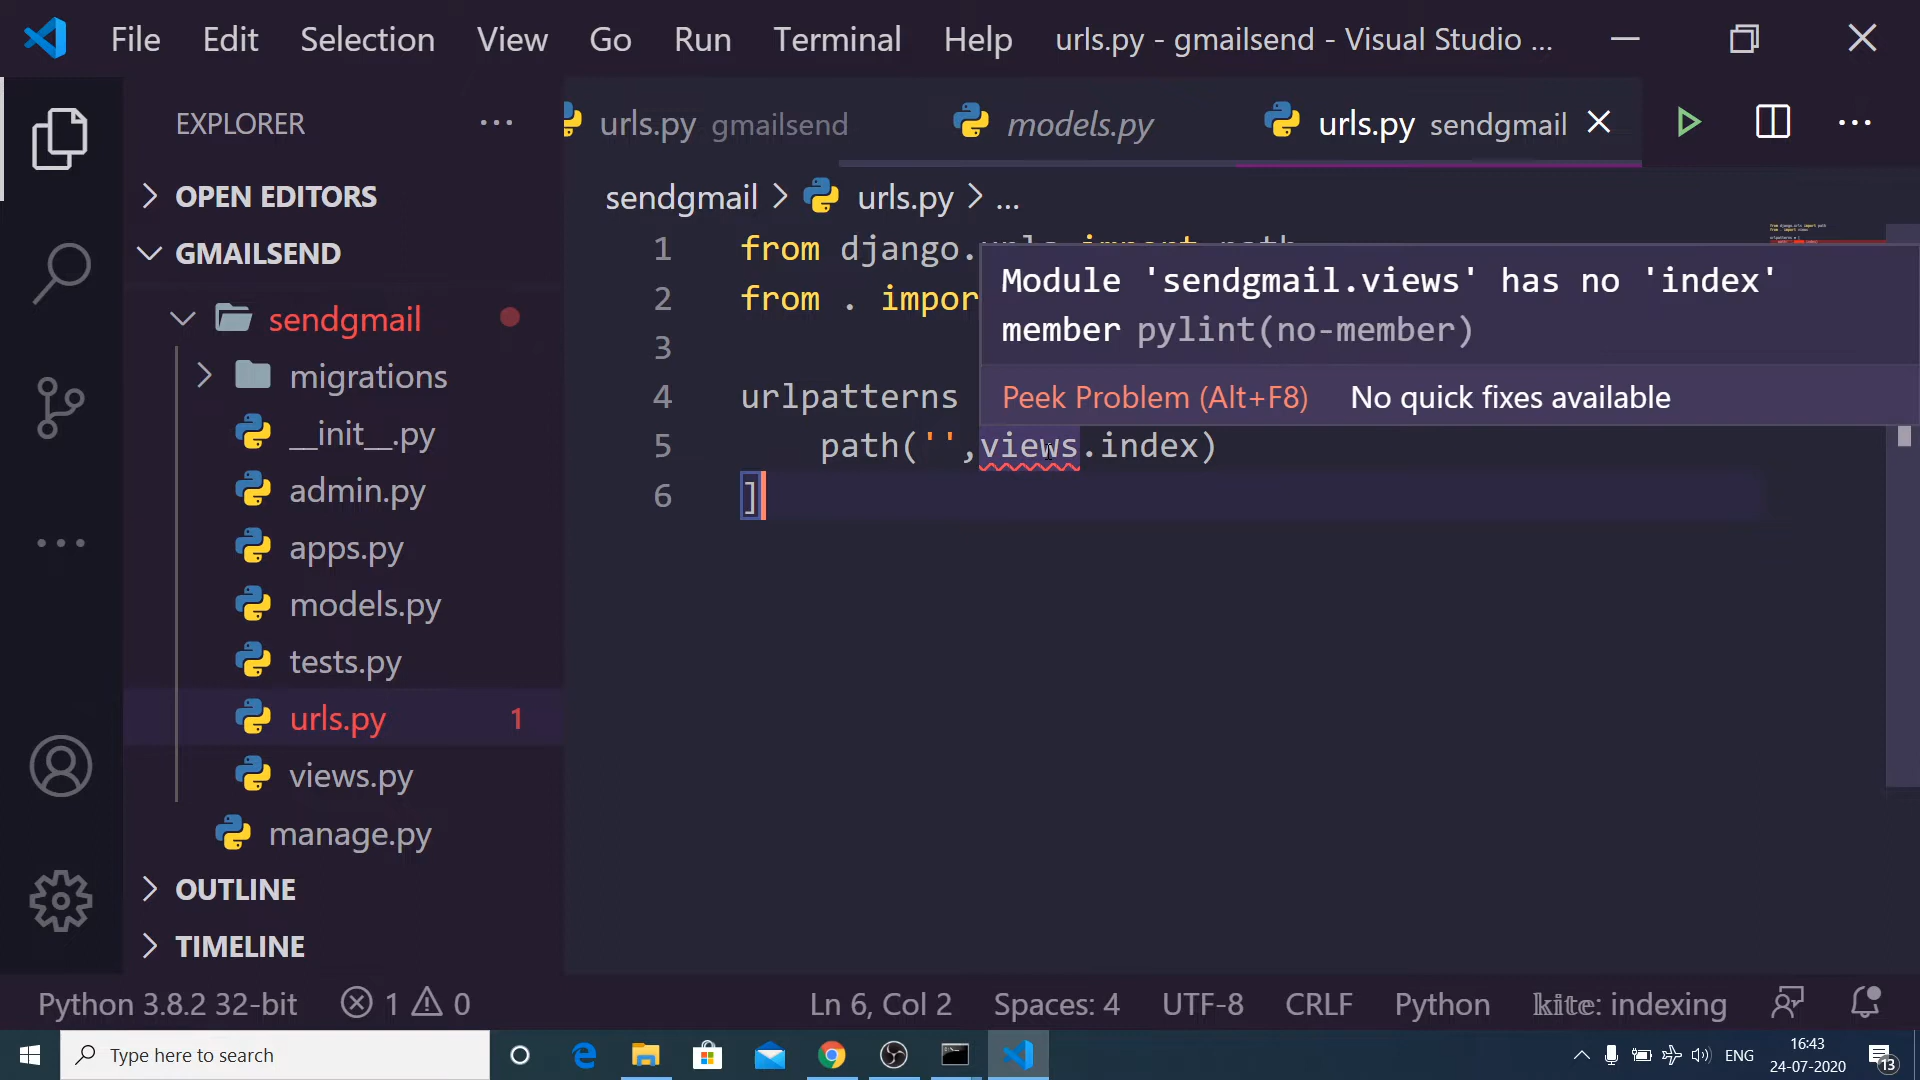 File Edit Selection View Go Run Terminal Help urls.py - gmailsend - Visual Studio ...
EXPLORER ...
urls.py gmailsend models.py urls.py sendgmail
OPEN EDITORS
sendgmail > urls.py > ...
GMAILSEND
sendgmail
migrations
__init__.py
admin.py
apps.py
models.py
tests.py
urls.py 1
views.py
manage.py
OUTLINE
TIMELINE
1 from django.urls import path
2 from . impor
3
4 urlpatterns
5 path('',views.index)
6 ]
Module 'sendgmail.views' has no 'index'
member pylint(no-member)
Peek Problem (Alt+F8) No quick fixes available
Python 3.8.2 32-bit 1 0 Ln 6, Col 2 Spaces: 4 UTF-8 CRLF Python kite: indexing
Type here to search
ENG
16:43
24-07-2020
13